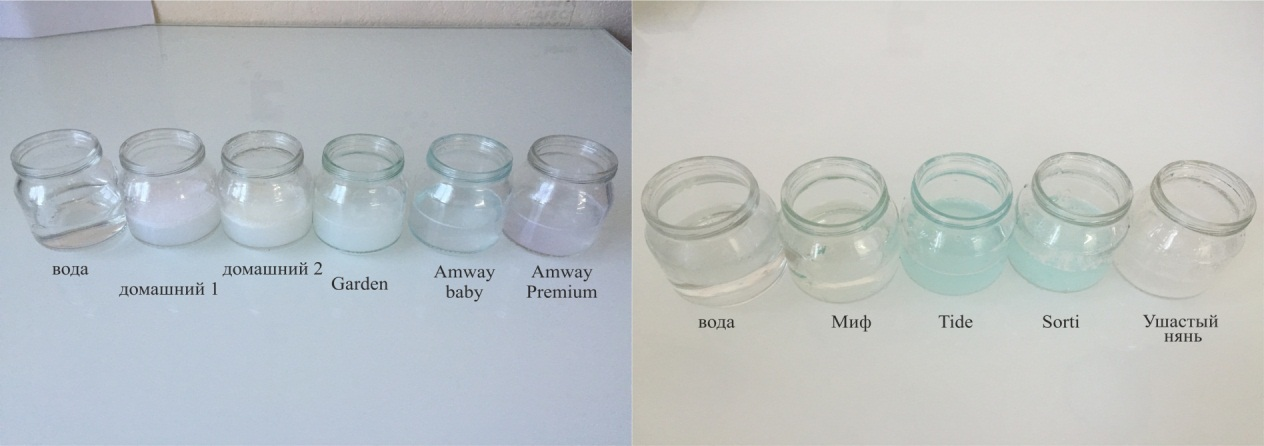 вода
домашний 1
домашний 2
Garden
Amway
baby
Amway
Premium
вода
Миф
Tide
Sorti
Ушастый
нянь